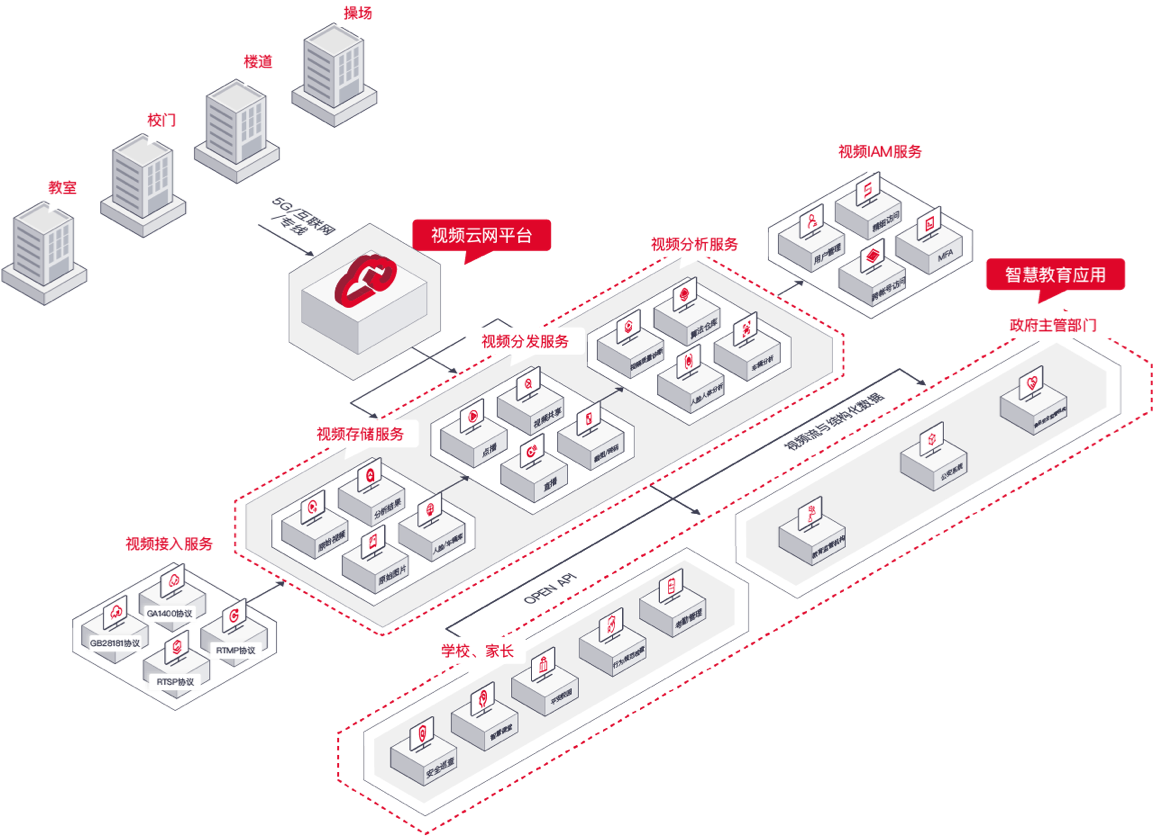 操场
楼道
校门
教室
5G/互联网
/专线
视频云网平台
视频IAM服务
用户管理
精细访问
跨帐号访问
MFA
视频分析服务
视频质量诊断
算法仓库
人脸人体分析
车辆分析
视频分发服务
点播
视频共享
直播
截图/转码
视频存储服务
原始视频
分析结果
原始图片
人脸/车辆库
视频接入服务
GB28181协议
GA1400协议
RTSP协议
RTMP协议
智慧教育应用
政府主管部门
教育监管机构
公安系统
视频流与结构化数据
OPEN API
学校、家长
安全巡查
智慧课堂
平安校园
考勤管理